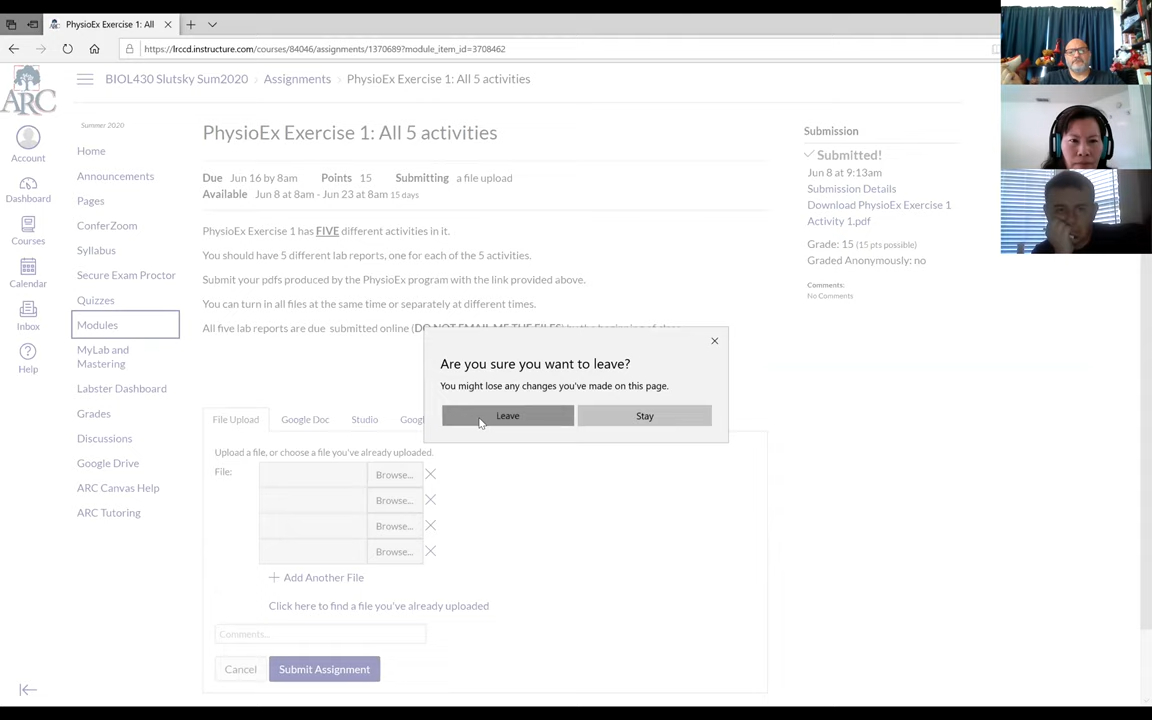 PhysioEx Exercise 1: All
https://lrccd.instructure.com/courses/84046/assignments/1370689?module_item_id=3708462
ARC
BIOL430 Slutsky Sum2020 > Assignments > PhysioEx Exercise 1: All 5 activities
Account
Dashboard
Courses
Calendar
Inbox
Help
Summer 2020
Home
Announcements
Pages
ConferZoom
Syllabus
Secure Exam Proctor
Quizzes
Modules
MyLab and
Mastering
Labster Dashboard
Grades
Discussions
Google Drive
ARC Canvas Help
ARC Tutoring
PhysioEx Exercise 1: All 5 activities
Due Jun 16 by 8am Points 15 Submitting a file upload
Available Jun 8 at 8am - Jun 23 at 8am 15 days
PhysioEx Exercise 1 has FIVE different activities in it.
You should have 5 different lab reports, one for each of the 5 activities.
Submit your pdfs produced by the PhysioEx program with the link provided above.
You can turn in all files at the same time or separately at different times.
All five lab reports are due submitted online (DO NOT EMAIL ME THE FILES) by the beginning of class
Are you sure you want to leave?
You might lose any changes you've made on this page.
Leave Stay
File Upload Google Doc Studio Goog
Upload a file, or choose a file you've already uploaded.
File: Browse...
Browse...
Browse...
Browse...
+ Add Another File
Click here to find a file you've already uploaded
Comments...
Cancel Submit Assignment
Submission
Submitted!
Jun 8 at 9:13am
Submission Details
Download PhysioEx Exercise 1
Activity 1.pdf
Grade: 15 (15 pts possible)
Graded Anonymously: no
Comments:
No Comments